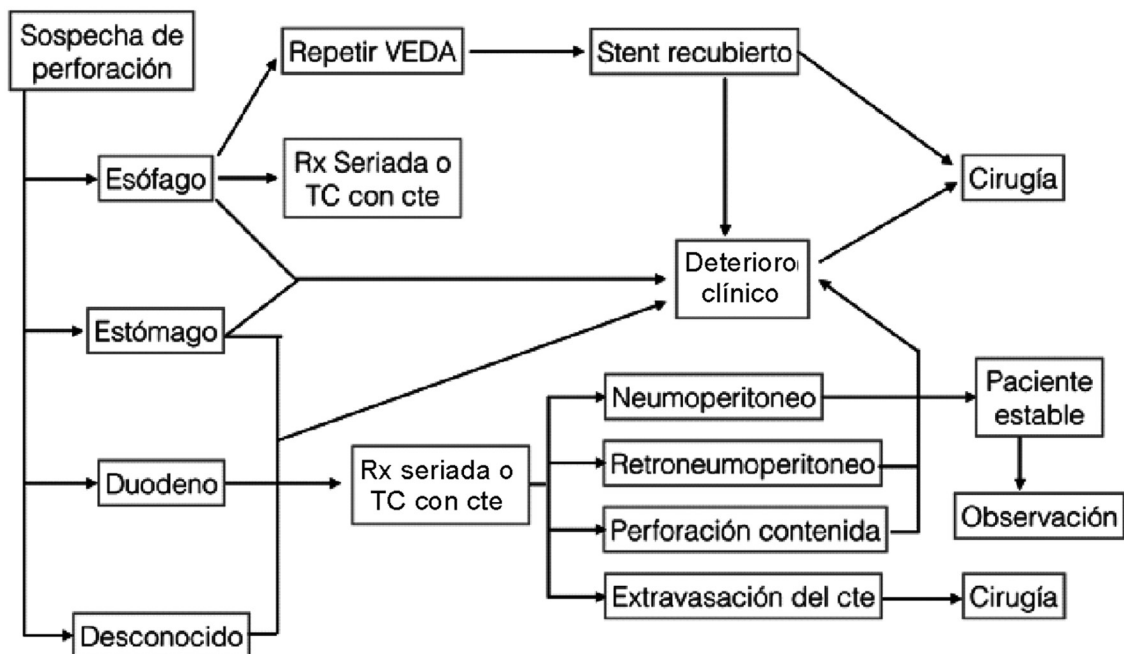 Sospecha de
perforación
Repetir VEDA
Stent recubierto
Esófago
Rx Seriada o
TC con cte
Cirugía
Deterioro
clínico
Estómago
Neumoperitoneo
Paciente
estable
Duodeno
Rx seriada o
TC con cte
Retroneumoperitoneo
Perforación contenida
Observación
Extravasación del cte
Cirugía
Desconocido